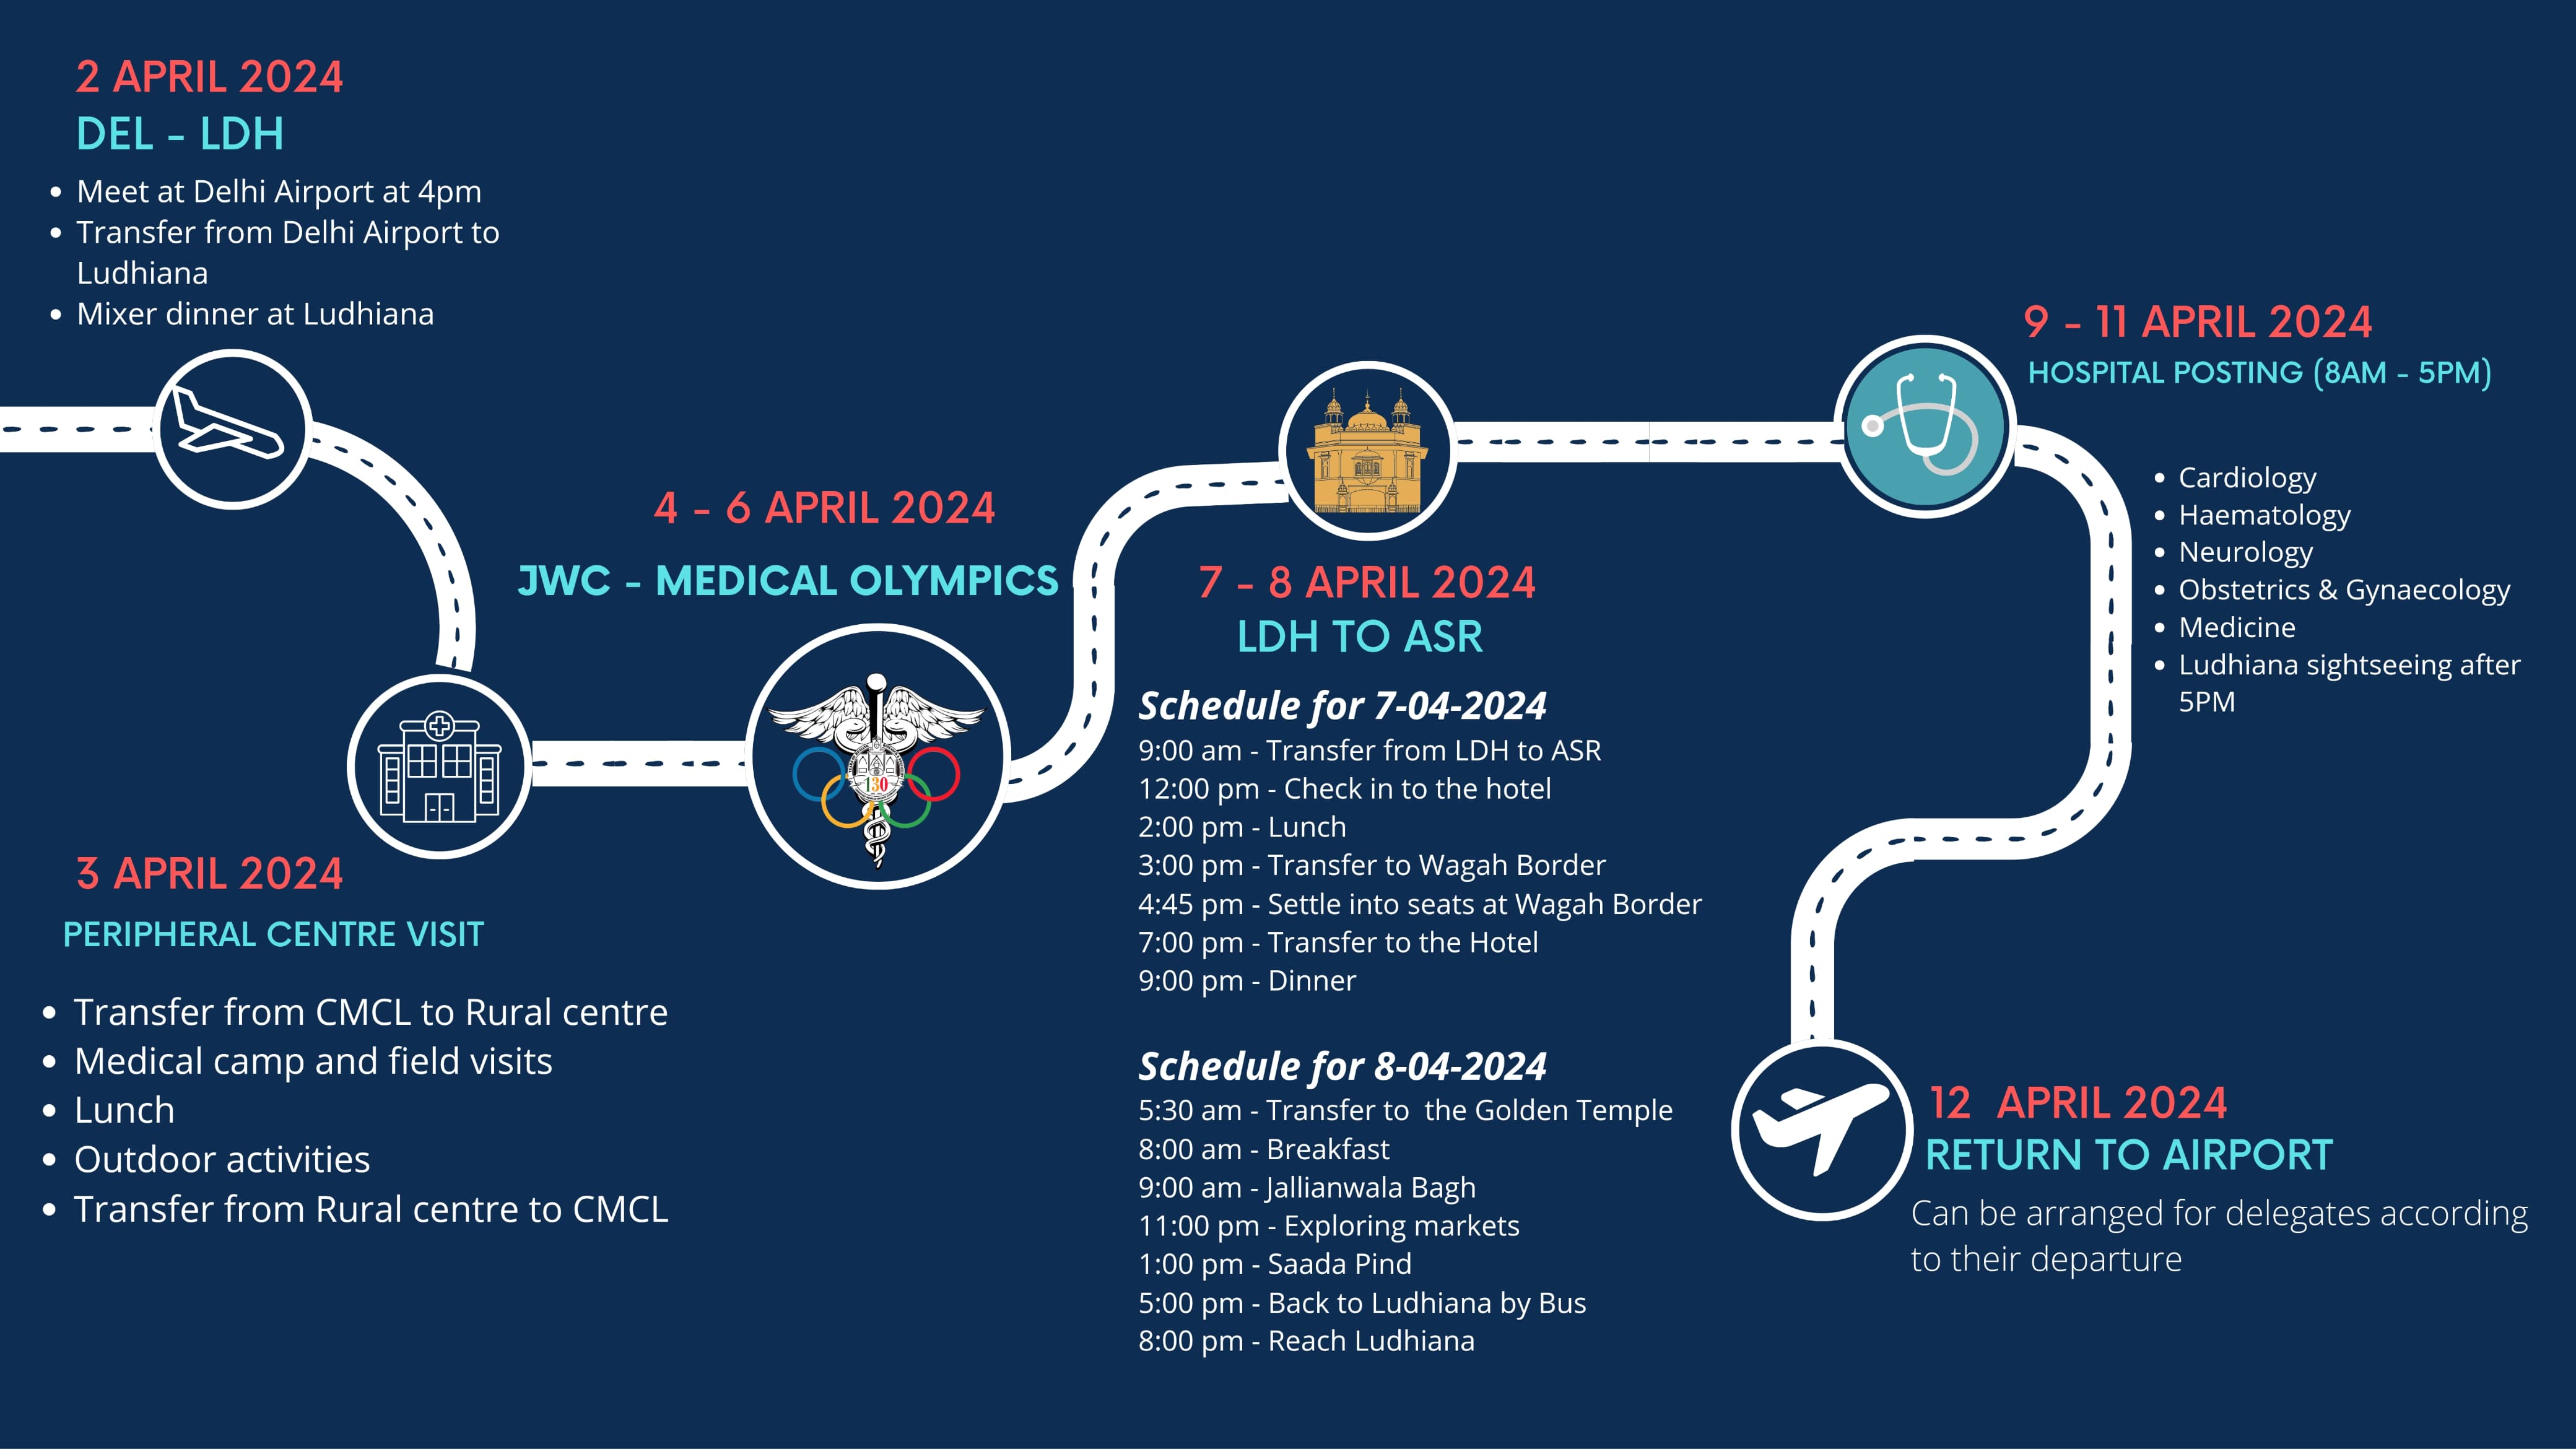 2 APRIL 2024
DEL - LDH
• Meet at Delhi Airport at 4pm
• Transfer from Delhi Airport to
Ludhiana
• Mixer dinner at Ludhiana
3 APRIL 2024
PERIPHERAL CENTRE VISIT
• Transfer from CMCL to Rural centre
• Medical camp and field visits
• Lunch
• Outdoor activities
• Transfer from Rural centre to CMCL
4 - 6 APRIL 2024
JWC - MEDICAL OLYMPICS
130
7 - 8 APRIL 2024
LDH TO ASR
Schedule for 7-04-2024
9:00 am - Transfer from LDH to ASR
12:00 pm - Check in to the hotel
2:00 pm - Lunch
3:00 pm - Transfer to Wagah Border
4:45 pm - Settle into seats at Wagah Border
7:00 pm - Transfer to the Hotel
9:00 pm - Dinner
Schedule for 8-04-2024
5:30 am - Transfer to  the Golden Temple
8:00 am - Breakfast
9:00 am - Jallianwala Bagh
11:00 pm - Exploring markets
1:00 pm - Saada Pind
5:00 pm - Back to Ludhiana by Bus
8:00 pm - Reach Ludhiana
9 - 11 APRIL 2024
HOSPITAL POSTING (8AM - 5PM)
• Cardiology
• Haematology
• Neurology
• Obstetrics & Gynaecology
• Medicine
• Ludhiana sightseeing after
5PM
12  APRIL 2024
RETURN TO AIRPORT
Can be arranged for delegates according
to their departure